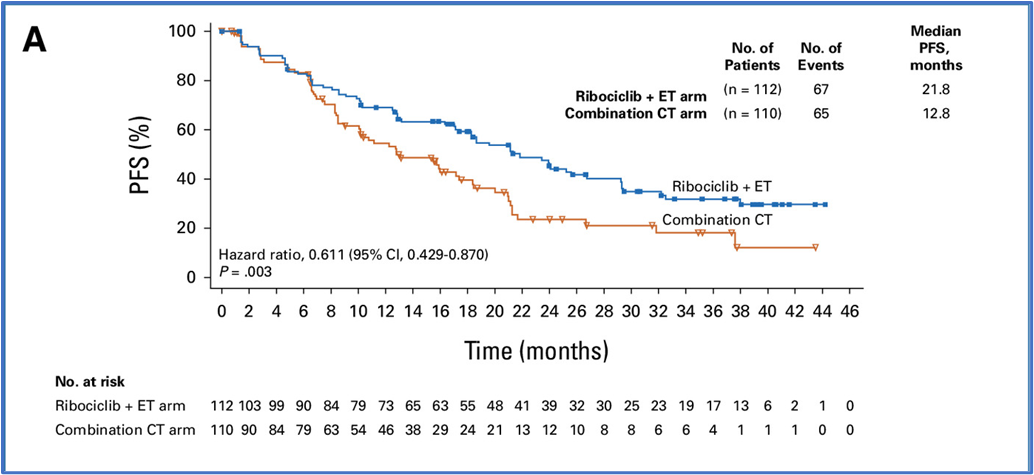 A
No. of Patients No. of Events Median PFS, months
Ribociclib + ET arm (n = 112) 67 21.8
Combination CT arm (n = 110) 65 12.8
PFS (%)
100
80
60
40
20
0
Ribociclib + ET
Combination CT
Hazard ratio, 0.611 (95% CI, 0.429-0.870)
P = .003
0 2 4 6 8 10 12 14 16 18 20 22 24 26 28 30 32 34 36 38 40 42 44 46
Time (months)
No. at risk
Ribociclib + ET arm 112 103 99 90 84 79 73 65 63 55 48 41 39 32 30 25 23 19 17 13 6 2 1 0
Combination CT arm 110 90 84 79 63 54 46 38 29 24 21 13 12 10 8 8 6 6 4 1 1 1 0 0